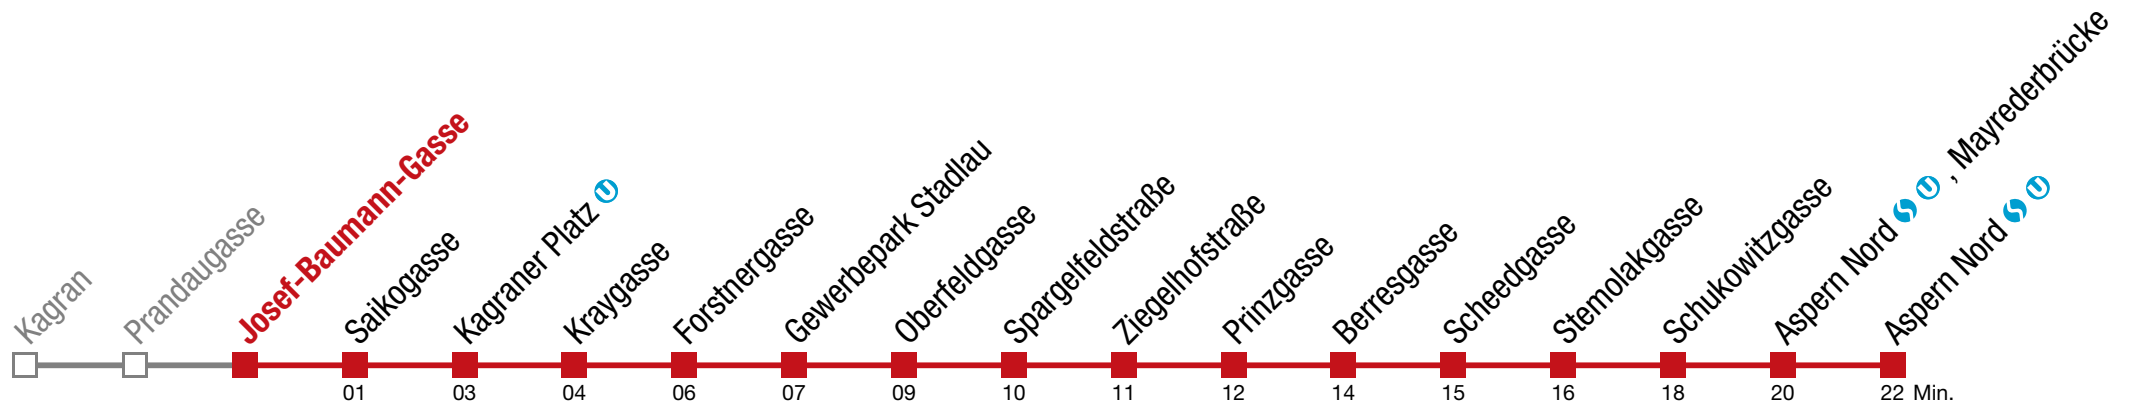 Kagran
Prandaugasse
Josef-Baumann-Gasse
Saikogasse
Kagraner Platz U
Kraygasse
Forstnergasse
Gewerbepark Stadlau
Oberfeldgasse
Spargelfeldstraße
Ziegelhofstraße
Prinzgasse
Berresgasse
Scheedgasse
Stemolakgasse
Schukowitzgasse
Aspern Nord S U , Mayrederbrücke
Aspern Nord S U
01 03 04 06 07 09 10 11 12 14 15 16 18 20 22 Min.